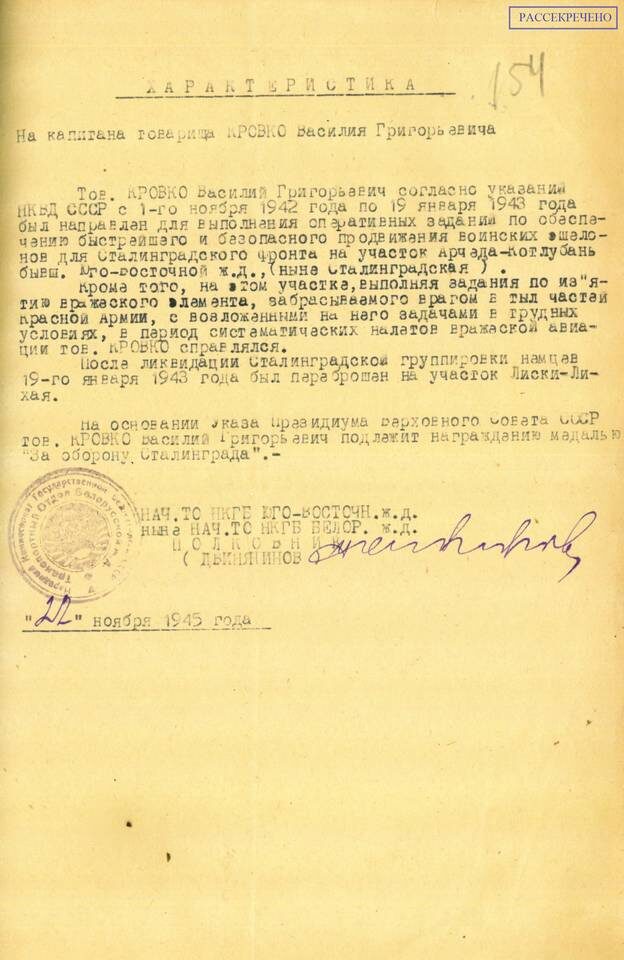 РАССЕКРЕЧЕНО
154
ХАРАКТЕРИСТИКА
На капитана товарища КРОВКО Василия Григорьевича
Тов. КРОВКО Василий Григорьевич согласно указаний
НКВД СССР с 1-го ноября 1942 года по 19 января 1943 года
был направлен для выполнения оперативных заданий по обеспе-
чению быстрейшего и безопасного продвижения воинских эшело-
нов для Сталинградского фронта на участок Арчеда-Котлубань
бывш. Юго-восточной ж.д.,(ныне Сталинградская ) .
Кроме того, на этом участке,выполняя задания по из"я-
тию вражеского элемента, забрасываемого врагом в тыл частей
Красной Армии, с возложенный на него задачами в трудных
условиях, в период систематических налетов вражеской авиа-
ции тов. КРОВКО справлялся.
После ликвидации Сталинградской группировки немцев
19-го января 1943 года был переброшен на участок Лиски-Ли-
хая.
На основании Указа Президиума Верховного Совета СССР
тов. КРОВКО Василий Григорьевич подлежит награждению медалью
"За оборону Сталинграда".-
НАЧ.ТО НКГБ ЮГО-ВОСТОЧН.ж.д.
ныне НАЧ.ТО НКГБ БЕЛОР. ж.д.
ПОЛКОВНИ
( ДВИНЯНИНОВ
"22" ноября 1945 года